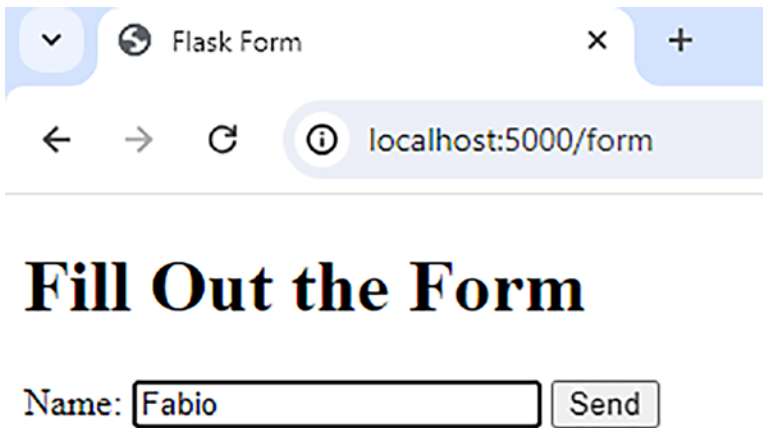 Flask Form
localhost:5000/form
Fill Out the Form
Name: Fabio Send